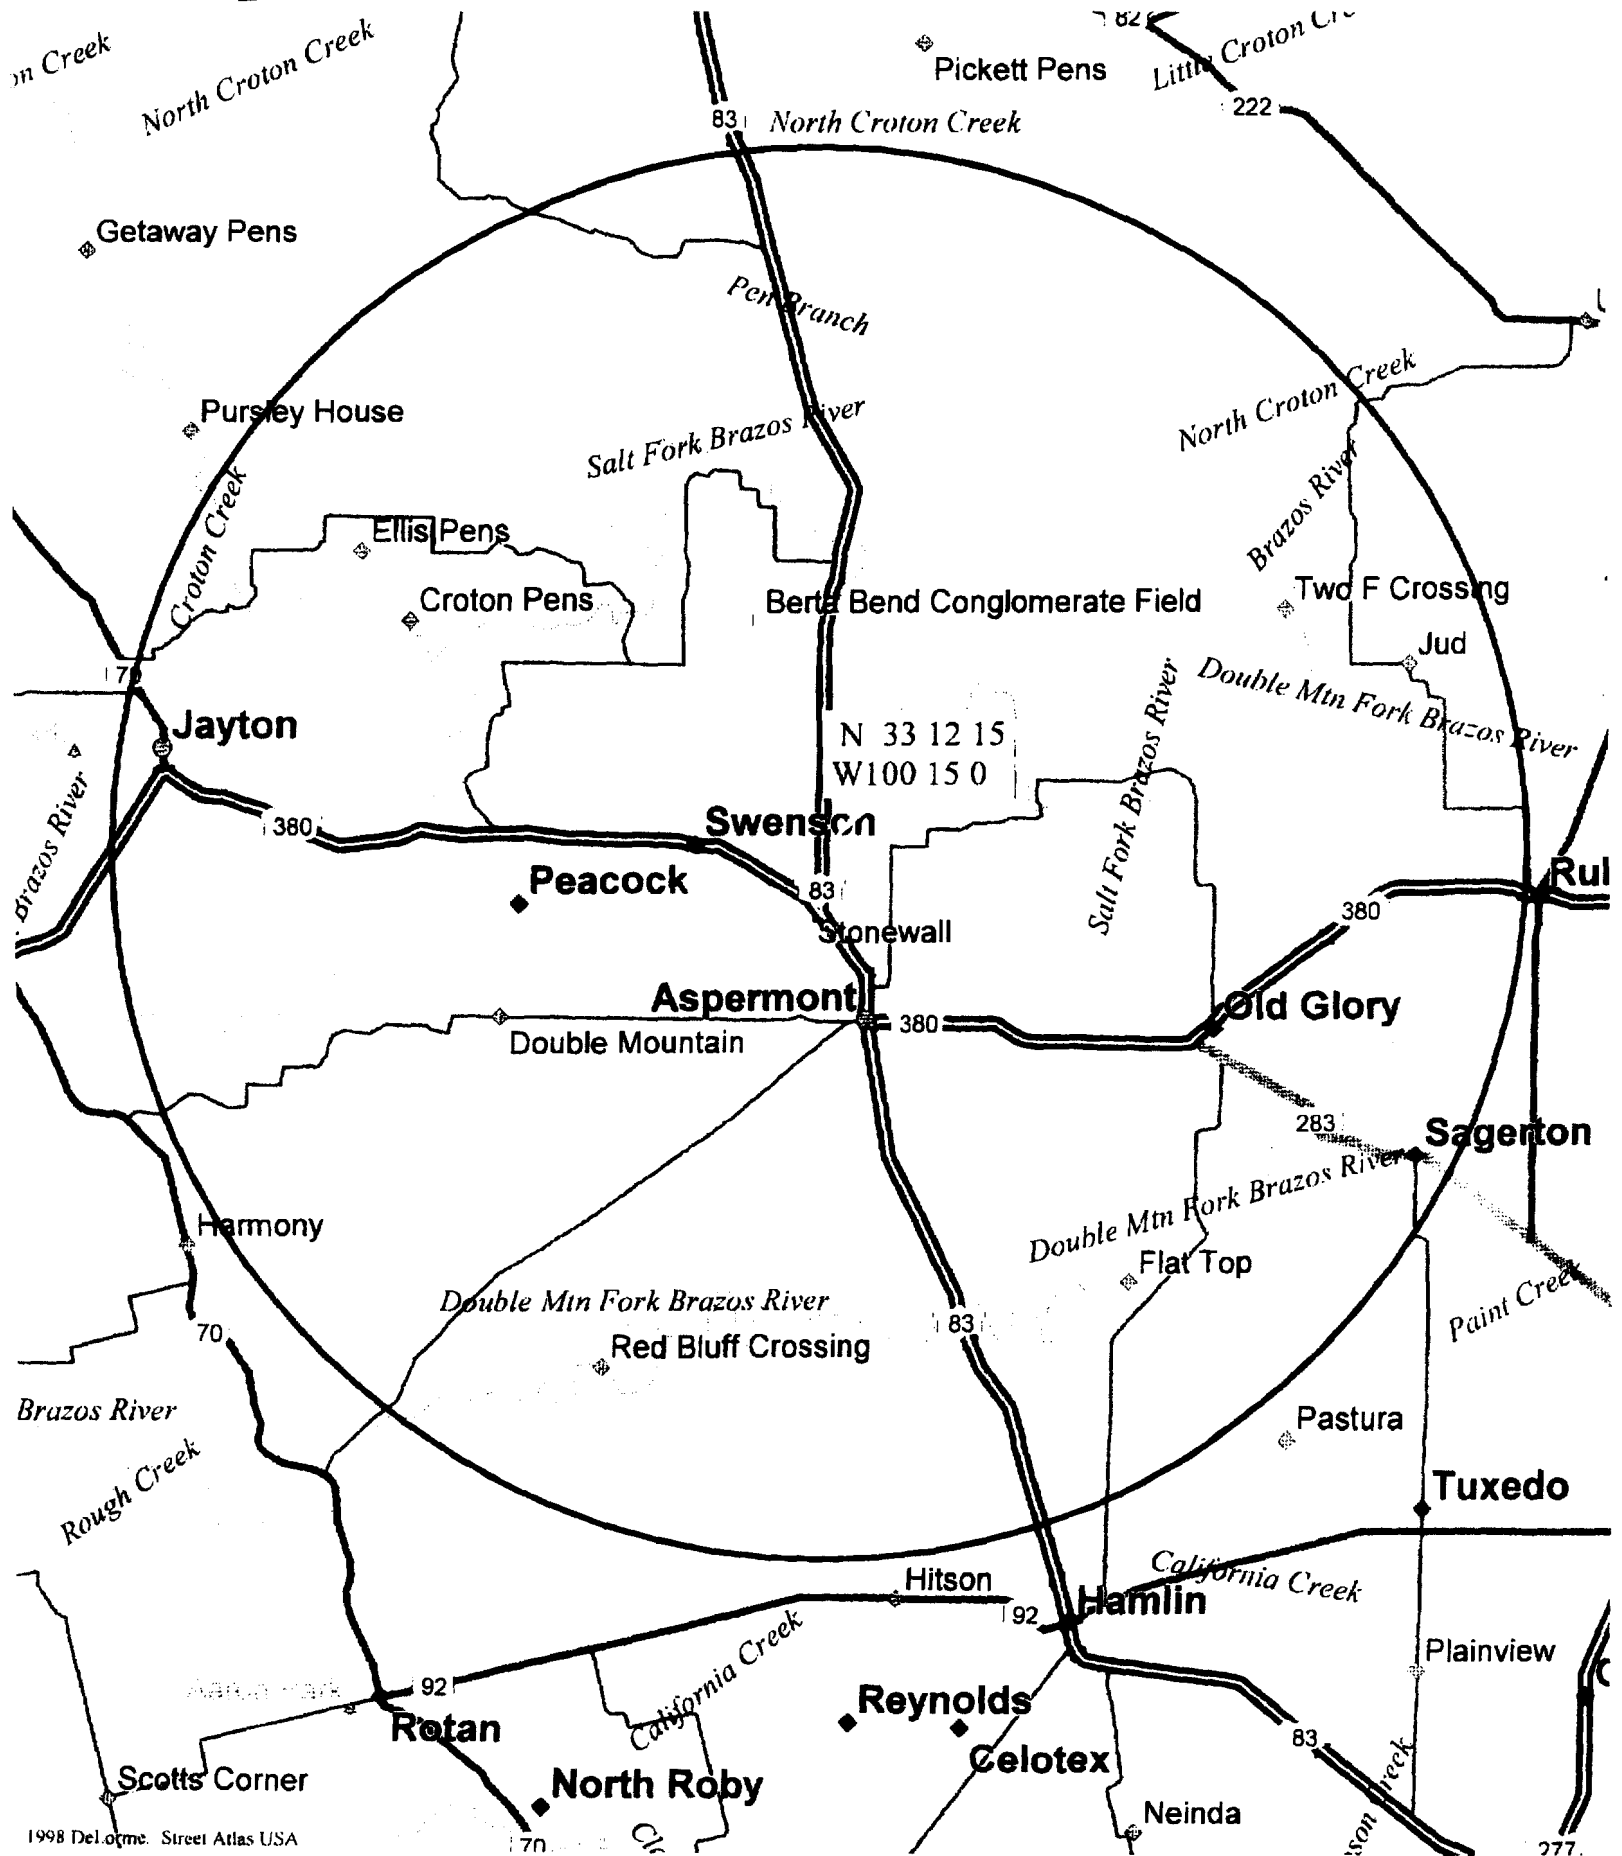 on Creek
North Croton Creek
Pickett Pens
82
Little Croton
222
83
North Croton Creek
Getaway Pens
Pen Branch
North Croton Creek
Pursley House
Salt Fork Brazos River
Croton Creek
Brazos River
Ellis Pens
Croton Pens
Berta Bend Conglomerate Field
Two F Crossing
Jud
70
Double Mtn Fork Brazos River
Jayton
N 33 12 15
W100 15 0
Salt Fork Brazos River
Brazos River
380
Swenson
Peacock
83
Rul
380
Stonewall
Aspermont
380
Old Glory
Double Mountain
283
Sagerton
Double Mtn Fork Brazos River
Harmony
Flat Top
Double Mtn Fork Brazos River
Paint Creek
70
83
Red Bluff Crossing
Brazos River
Pastura
Rough Creek
Tuxedo
California Creek
Hitson
92
Hamlin
California Creek
Plainview
92
Rotan
Reynolds
83
Celotex
Scotts Corner
North Roby
Neinda
reek
son
1998 DeLorme. Street Atlas USA
70
277